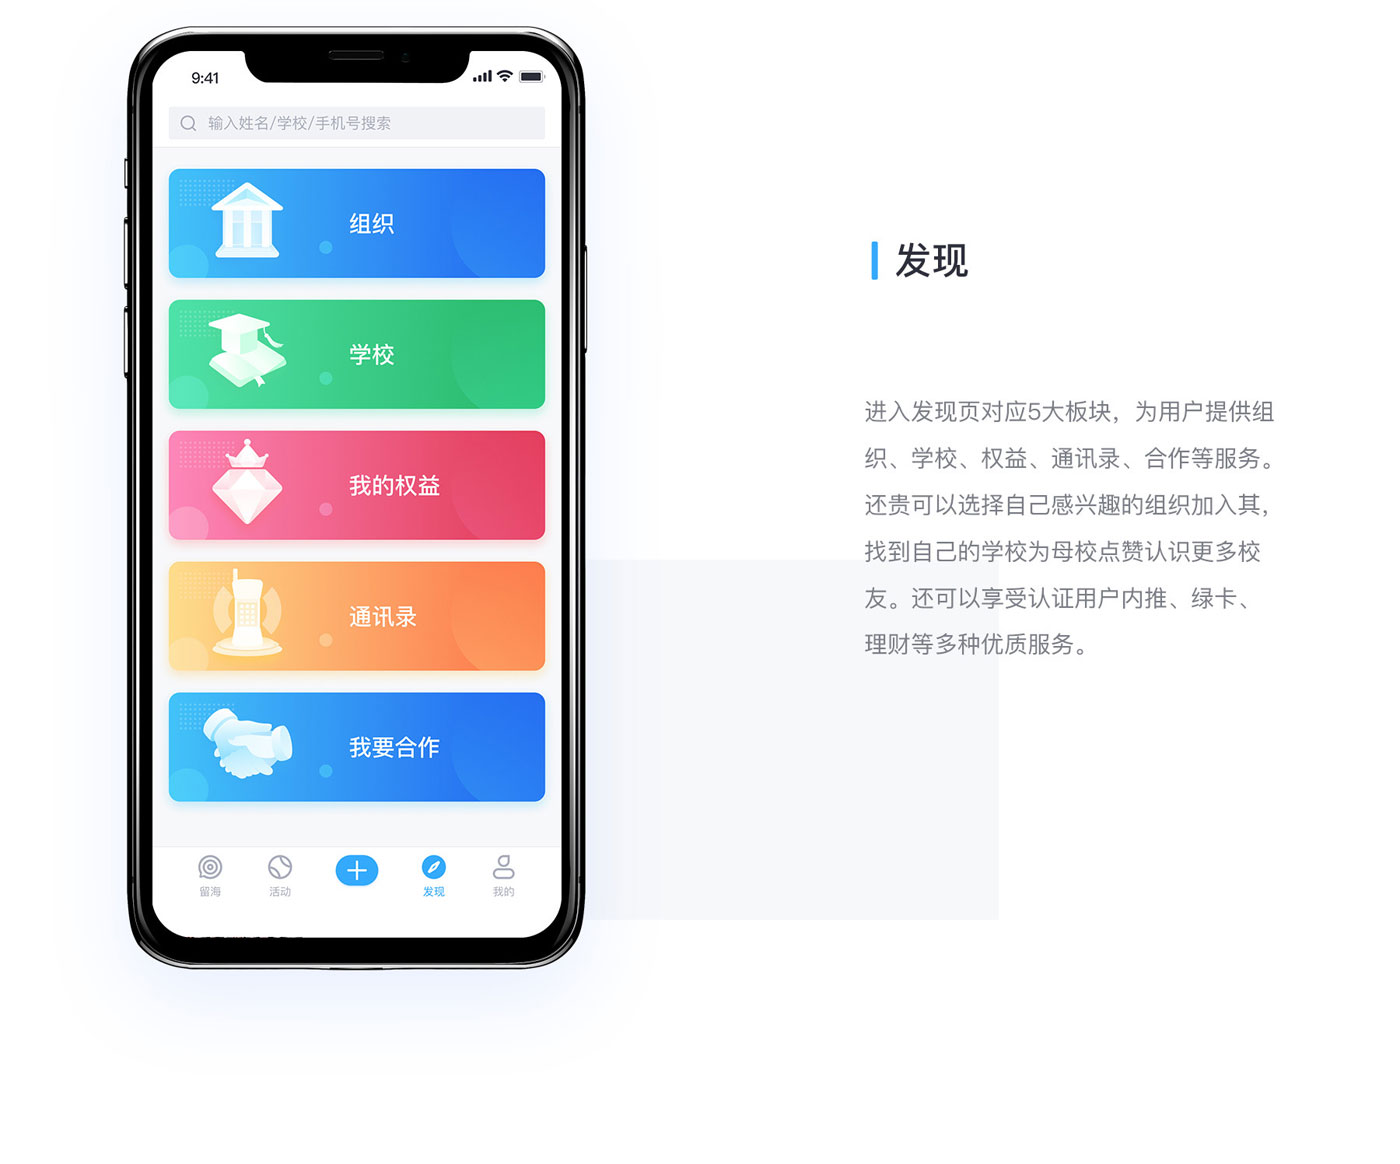 9:41
输入姓名/学校/手机号搜索
组织
学校
我的权益
通讯录
我要合作
留海
活动
发现
我的
发现
进入发现页对应5大板块，为用户提供组
织、学校、权益、通讯录、合作等服务。
还贵可以选择自己感兴趣的组织加入其，
找到自己的学校为母校点赞认识更多校
友。还可以享受认证用户内推、绿卡、
理财等多种优质服务。